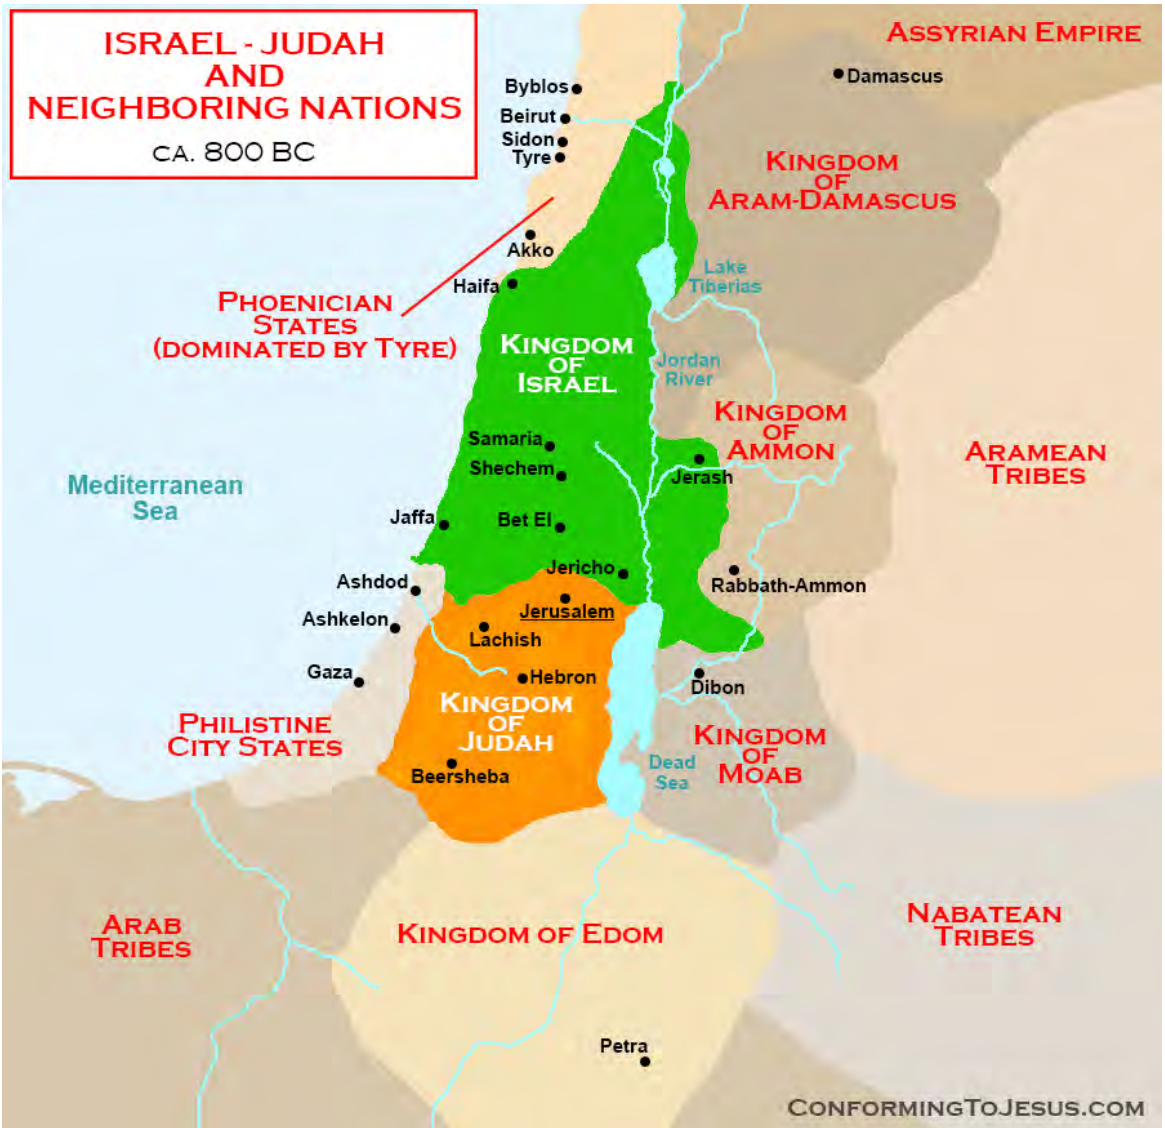 ISRAEL - JUDAH
AND
NEIGHBORING NATIONS
CA. 800 BC
ASSYRIAN EMPIRE
Damascus
Byblos
Beirut
Sidon
Tyre
KINGDOM
OF
ARAM-DAMASCUS
Akko
Haifa
Lake
Tiberias
PHOENICIAN
STATES
(DOMINATED BY TYRE)
KINGDOM
OF
ISRAEL
Jordan
River
KINGDOM
OF
AMMON
ARAMEAN
TRIBES
Samaria
Shechem
Jerash
Mediterranean
Sea
Jaffa
Bet El
Jericho
Rabbath-Ammon
Ashdod
Jerusalem
Ashkelon
Lachish
Gaza
Hebron
Dibon
KINGDOM
OF
JUDAH
PHILISTINE
CITY STATES
KINGDOM
OF
MOAB
Dead
Sea
Beersheba
ARAB
TRIBES
KINGDOM OF EDOM
NABATEAN
TRIBES
Petra
CONFORMINGTOJESUS.COM